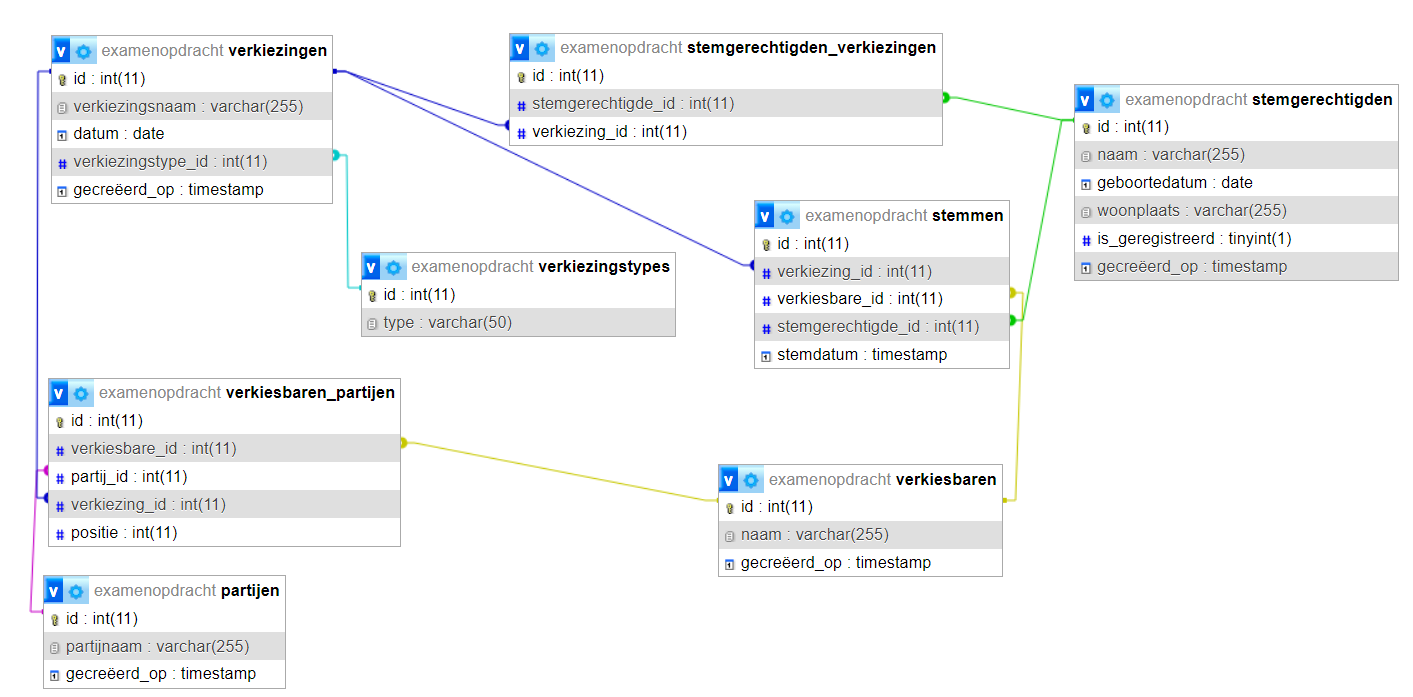 v examenopdracht verkiezingen
id : int(11)
verkiezingsnaam : varchar(255)
datum : date
# verkiezingstype_id : int(11)
gecreëerd_op : timestamp
v examenopdracht stemgerechtigden_verkiezingen
id : int(11)
# stemgerechtigde_id : int(11)
# verkiezing_id : int(11)
v examenopdracht stemgerechtigden
id : int(11)
naam : varchar(255)
geboortedatum : date
woonplaats : varchar(255)
# is_geregistreerd : tinyint(1)
gecreëerd_op : timestamp
v examenopdracht stemmen
id : int(11)
# verkiezing_id : int(11)
# verkiesbare_id : int(11)
# stemgerechtigde_id : int(11)
stemdatum : timestamp
v examenopdracht verkiezingstypes
id : int(11)
type : varchar(50)
v examenopdracht verkiesbaren_partijen
id : int(11)
# verkiesbare_id : int(11)
# partij_id : int(11)
# verkiezing_id : int(11)
# positie : int(11)
v examenopdracht verkiesbaren
id : int(11)
naam : varchar(255)
gecreëerd_op : timestamp
v examenopdracht partijen
id : int(11)
partijnaam : varchar(255)
gecreëerd_op : timestamp